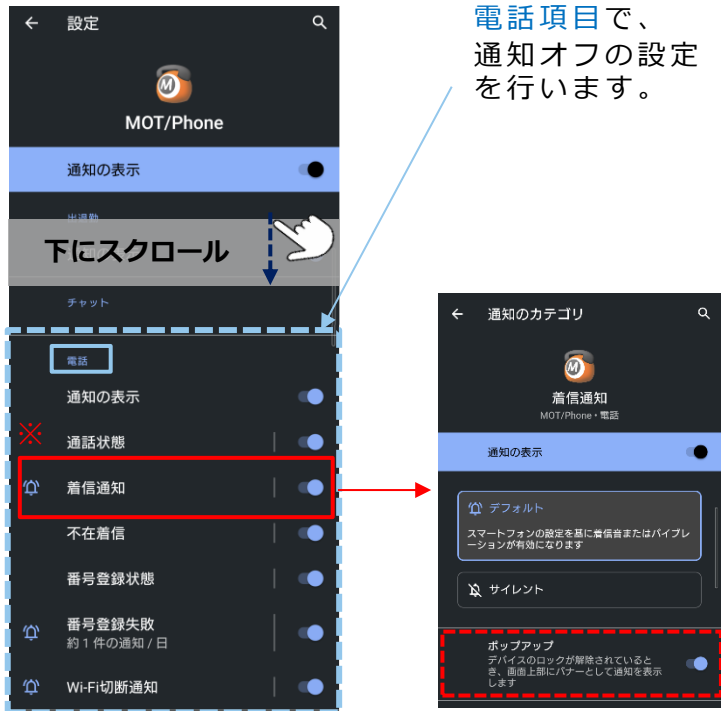 電話項目で、
通知オフの設定
を行います。
設定
MOT/Phone
通知の表示
出退勤
下にスクロール
チャット
電話
通知の表示
※
通話状態
着信通知
不在着信
番号登録状態
番号登録失敗
約1件の通知/日
Wi-Fi切断通知
通知のカテゴリ
着信通知
MOT/Phone・電話
通知の表示
デフォルト
スマートフォンの設定を基に着信音またはバイブレ
ーションが有効になります
サイレント
ポップアップ
デバイスのロックが解除されていると
き、画面上部にバナーとして通知を表示
します